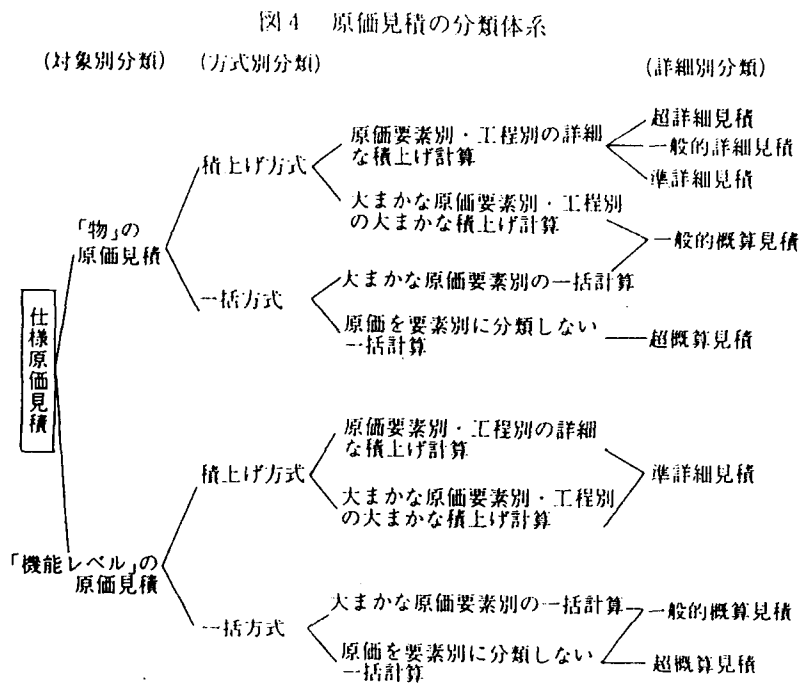 図4 原価見積の分類体系
(対象別分類) (方式別分類) (詳細別分類)
仕様原価見積
「物」の
原価見積
積上げ方式
原価要素別・工程別の詳細
な積上げ計算
超詳細見積
一般的詳細見積
準詳細見積
大まかな原価要素別・工程別
の大まかな積上げ計算
一般的概算見積
一括方式
大まかな原価要素別の一括計算
原価を要素別に分類しない
一括計算
超概算見積
「機能レベル」の
原価見積
積上げ方式
原価要素別・工程別の詳細
な積上げ計算
大まかな原価要素別・工程別
の大まかな積上げ計算
準詳細見積
一括方式
大まかな原価要素別の一括計算
一般的概算見積
原価を要素別に分類しない
一括計算
超概算見積